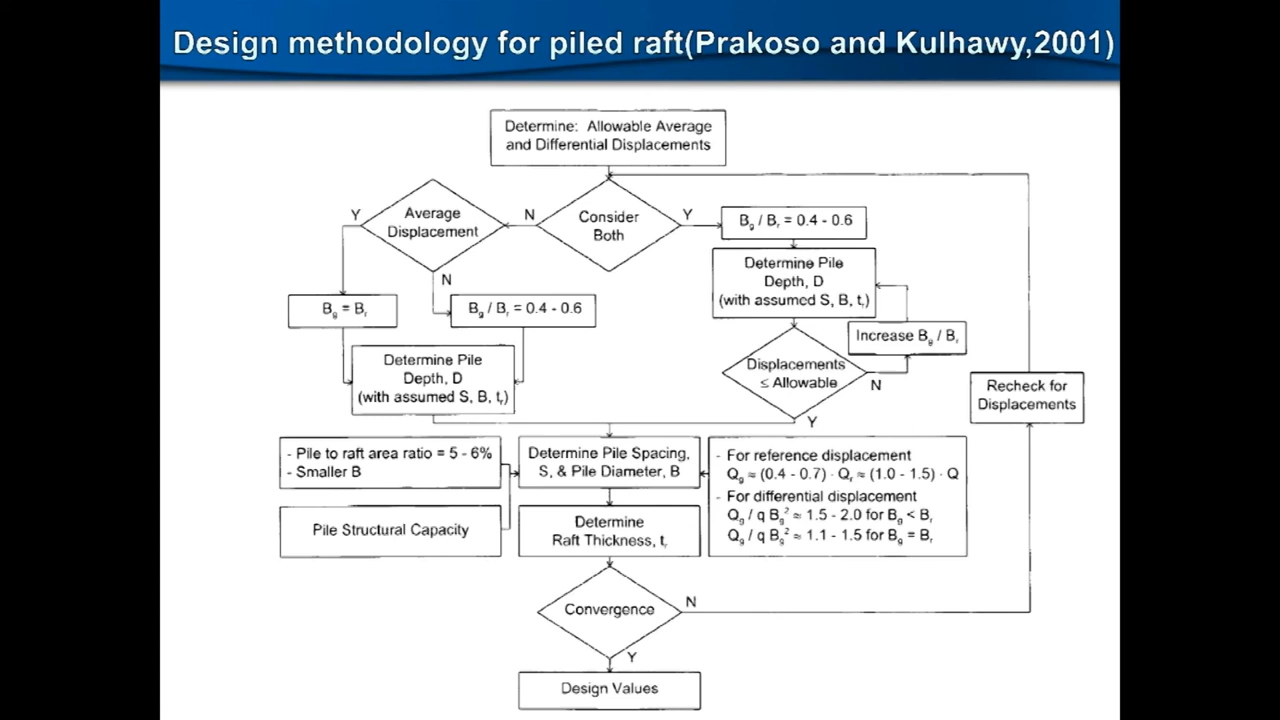 Design methodology for piled raft(Prakoso and Kulhawy,2001)
Determine: Allowable Average
and Differential Displacements
Consider
Both
N
Y
Average
Displacement
Y
N
B_g / B_r = 0.4 - 0.6
Determine Pile
Depth, D
(with assumed S, B, t_r)
B_g = B_r
B_g / B_r = 0.4 - 0.6
Increase B_g / B_r
Displacements
≤ Allowable
N
Y
Determine Pile
Depth, D
(with assumed S, B, t_r)
Recheck for
Displacements
- Pile to raft area ratio = 5 - 6%
- Smaller B
Determine Pile Spacing,
S, & Pile Diameter, B
- For reference displacement
Q_g ≈ (0.4 - 0.7) · Q_r ≈ (1.0 - 1.5) · Q
- For differential displacement
Q_g / q B_g² ≈ 1.5 - 2.0 for B_g < B_r
Q_g / q B_g² ≈ 1.1 - 1.5 for B_g = B_r
Pile Structural Capacity
Determine
Raft Thickness, t_r
Convergence
N
Y
Design Values